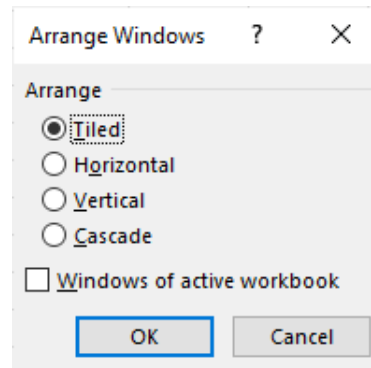 Arrange Windows ?
Arrange
Tiled
Horizontal
Vertical
Cascade
Windows of active workbook
OK Cancel